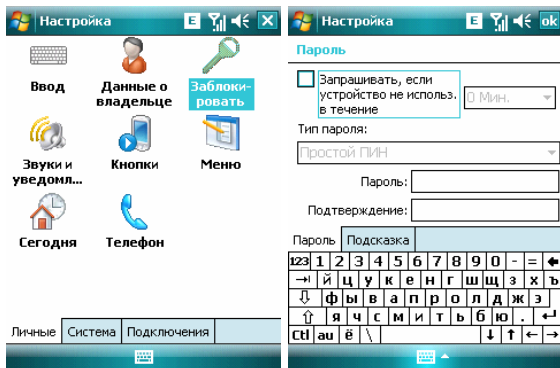 Настройка
Ввод
Данные о
владельце
Заблоки-
ровать
Звуки и
уведомл...
Кнопки
Меню
Сегодня
Телефон
Личные Система Подключения
Настройка ok
Пароль
Запрашивать, если
устройство не использ.
в течение
0 Мин.
Тип пароля:
Простой ПИН
Пароль:
Подтверждение:
Пароль Подсказка
123 1 2 3 4 5 6 7 8 9 0 - =
й ц у к е н г ш щ з х ъ
ф ы в а п р о л д ж э
я ч с м и т ь б ю .
Ctl aü ё \